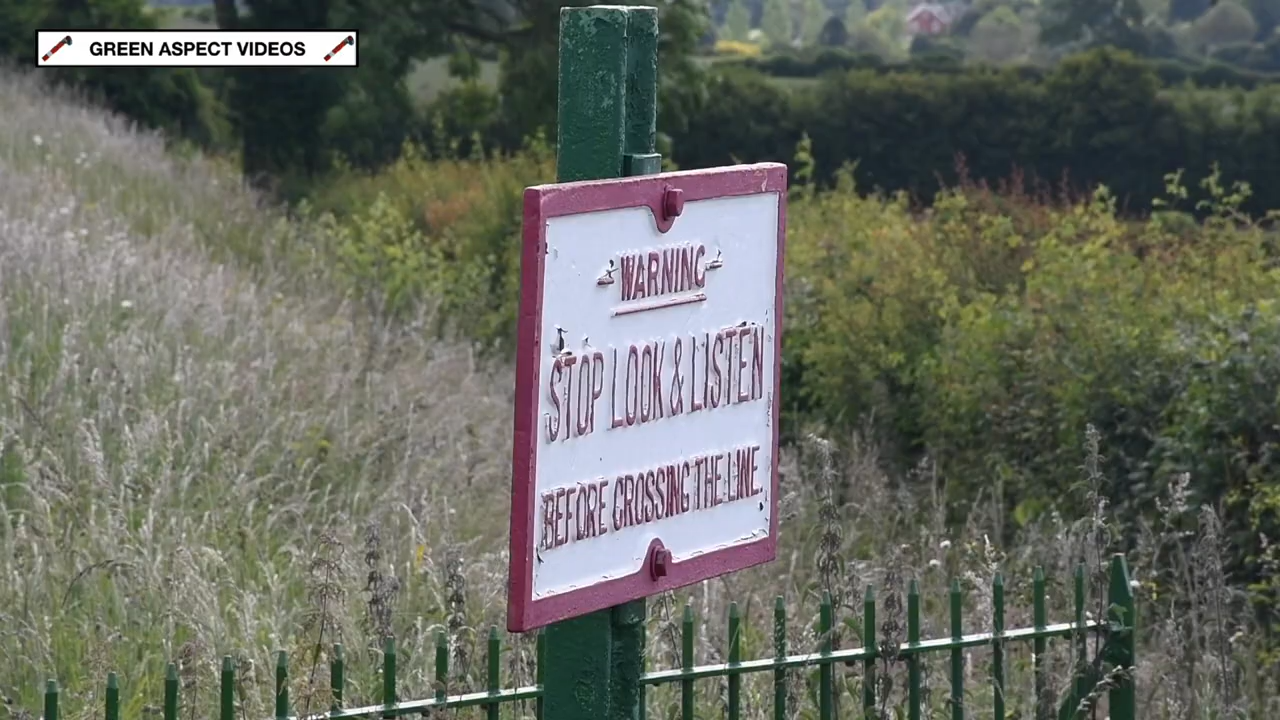 GREEN ASPECT VIDEOS
WARNING
STOP LOOK & LISTEN
BEFORE CROSSING THE LINE